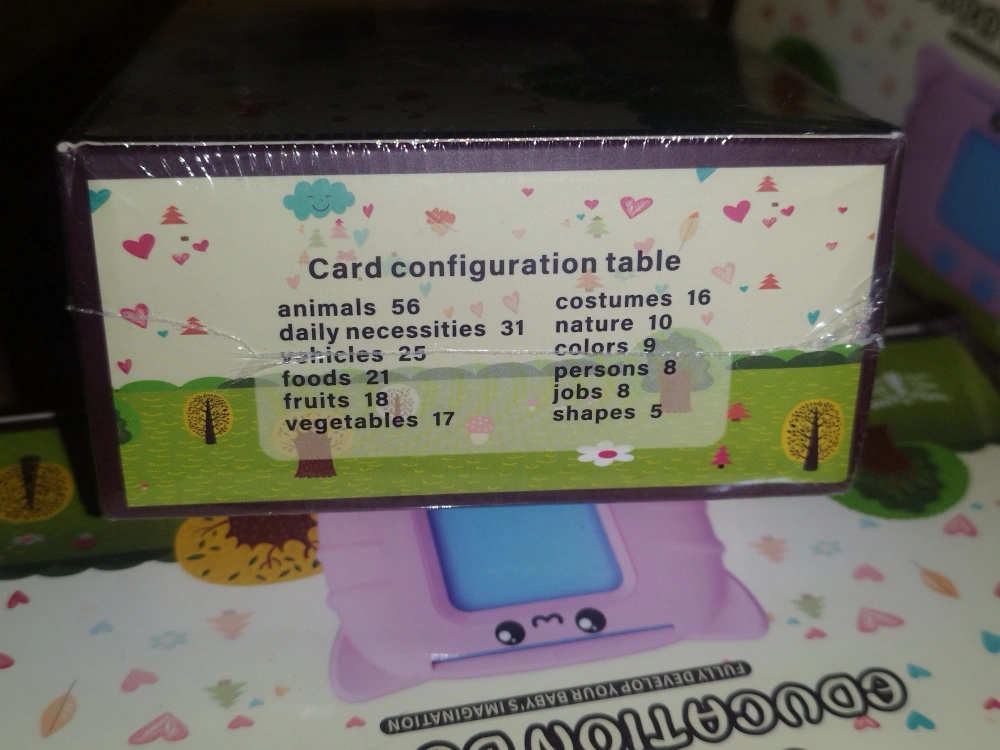 Card configuration table
animals 56
daily necessities 31
vehicles 25
foods 21
fruits 18
vegetables 17
costumes 16
nature 10
colors 9
persons 8
jobs 8
shapes 5
FULLY DEVELOP YOUR BABY'S IMAGINATION
EDUCATION